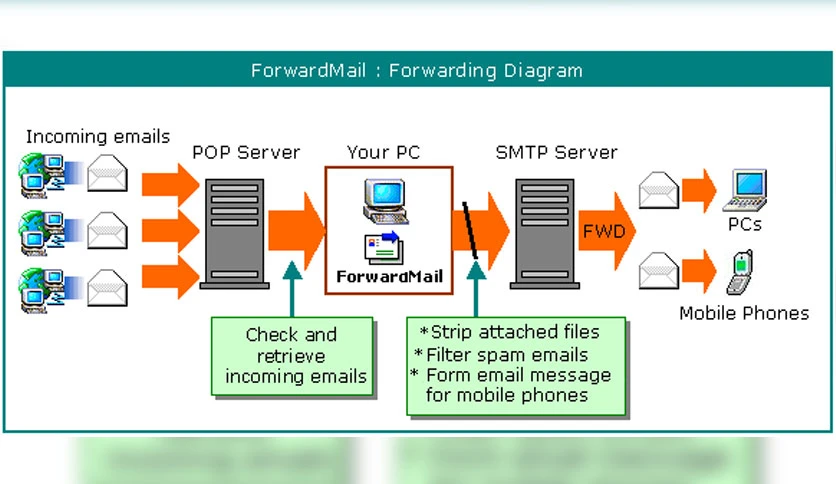 ForwardMail : Forwarding Diagram
Incoming emails
POP Server
Your PC
SMTP Server
ForwardMail
FWD
PCs
Mobile Phones
Check and
retrieve
incoming emails
*Strip attached files
*Filter spam emails
* Form email message
for mobile phones